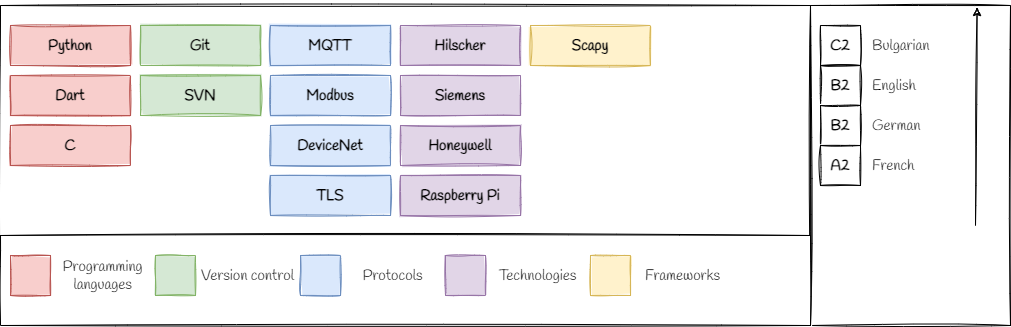 Python
Git
MQTT
Hilscher
Scapy
Dart
SVN
Modbus
Siemens
C
DeviceNet
Honeywell
TLS
Raspberry Pi
Programming
languages
Version control
Protocols
Technologies
Frameworks
C2 Bulgarian
B2 English
B2 German
A2 French